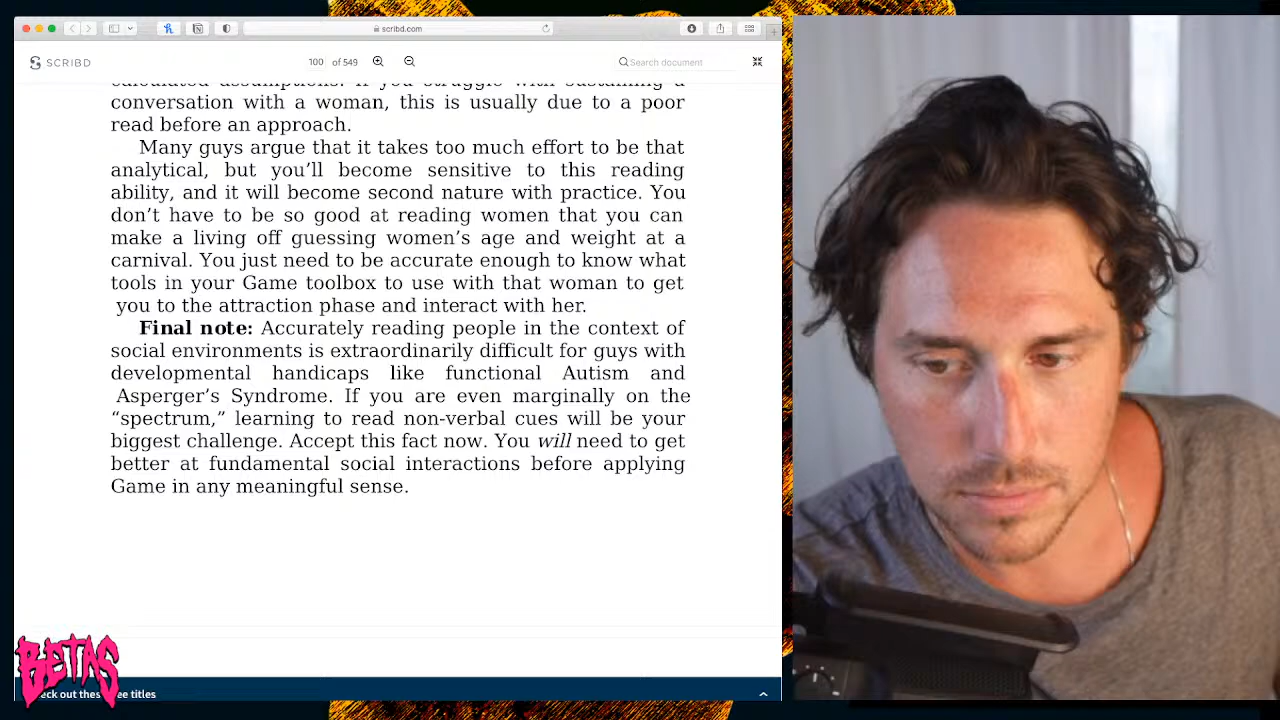 scribd.com
SCRIBD
100 of 549
Search document
calculated assumptions. If you struggle with sustaining a
conversation with a woman, this is usually due to a poor
read before an approach.
Many guys argue that it takes too much effort to be that
analytical, but you’ll become sensitive to this reading
ability, and it will become second nature with practice. You
don’t have to be so good at reading women that you can
make a living off guessing women’s age and weight at a
carnival. You just need to be accurate enough to know what
tools in your Game toolbox to use with that woman to get
you to the attraction phase and interact with her.
Final note: Accurately reading people in the context of
social environments is extraordinarily difficult for guys with
developmental handicaps like functional Autism and
Asperger’s Syndrome. If you are even marginally on the
“spectrum,” learning to read non-verbal cues will be your
biggest challenge. Accept this fact now. You will need to get
better at fundamental social interactions before applying
Game in any meaningful sense.
BETAS
titles